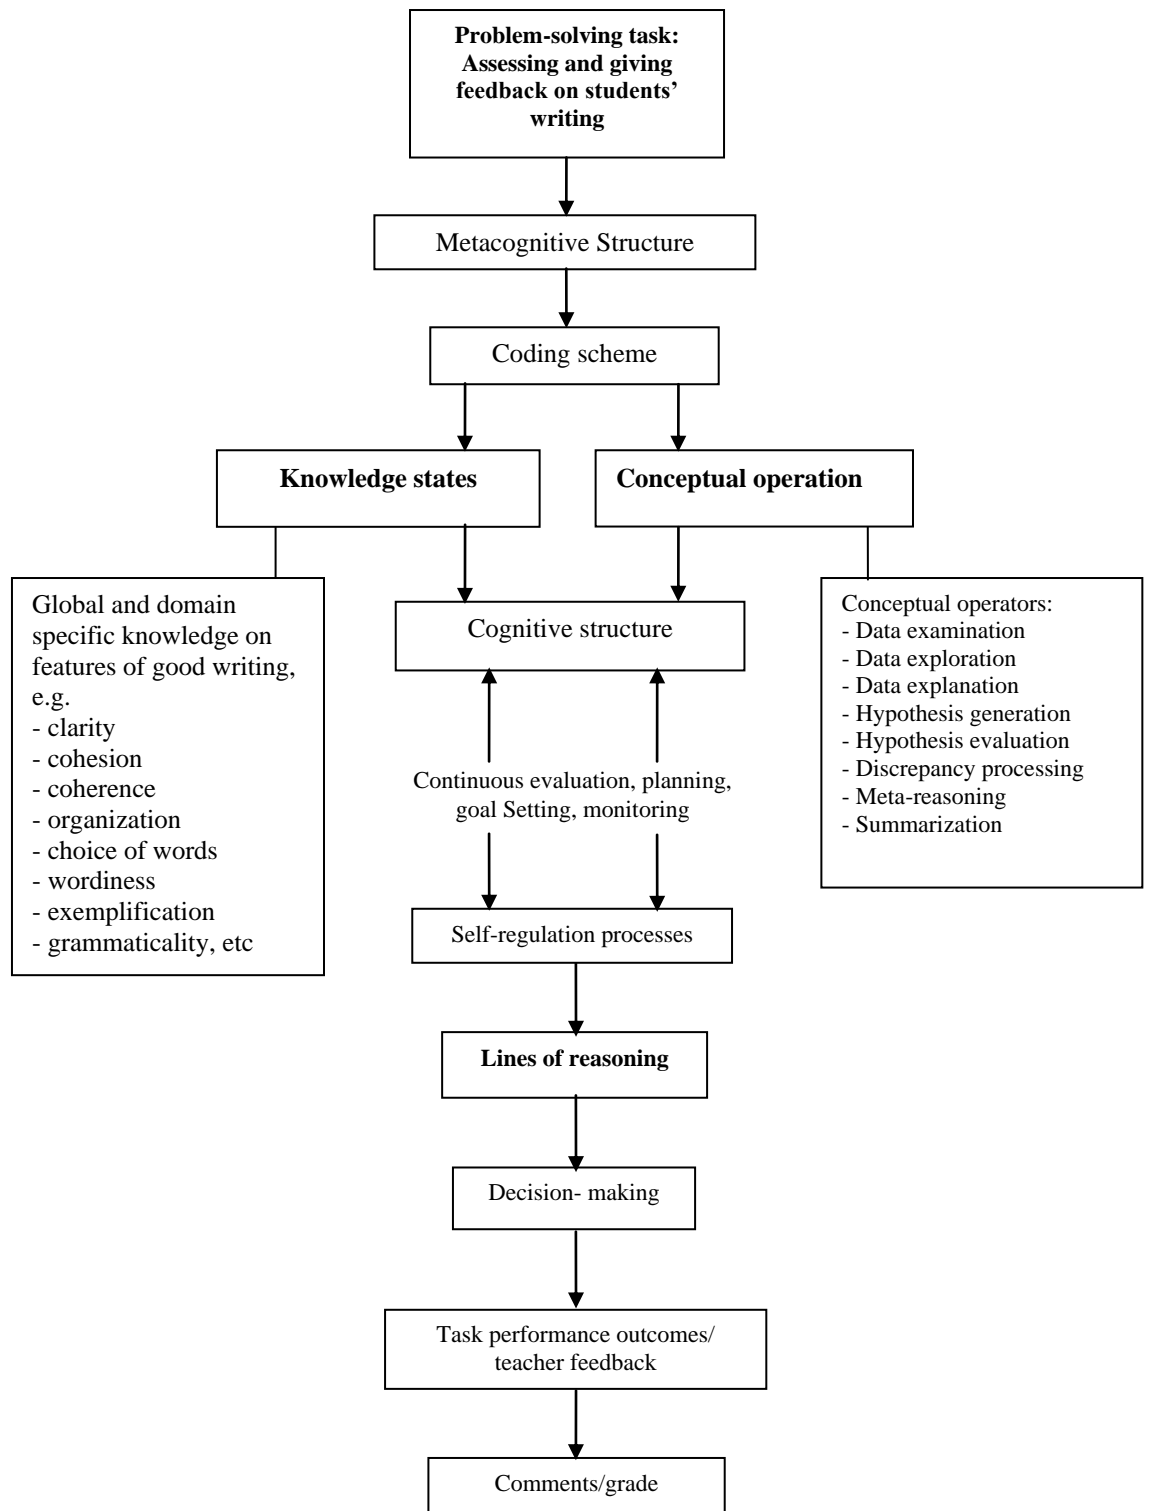 Problem-solving task:
Assessing and giving
feedback on students’
writing
Metacognitive Structure
Coding scheme
Knowledge states
Conceptual operation
Global and domain
specific knowledge on
features of good writing,
e.g.
- clarity
- cohesion
- coherence
- organization
- choice of words
- wordiness
- exemplification
- grammaticality, etc
Cognitive structure
Conceptual operators:
- Data examination
- Data exploration
- Data explanation
- Hypothesis generation
- Hypothesis evaluation
- Discrepancy processing
- Meta-reasoning
- Summarization
Continuous evaluation, planning,
goal Setting, monitoring
Self-regulation processes
Lines of reasoning
Decision- making
Task performance outcomes/
teacher feedback
Comments/grade